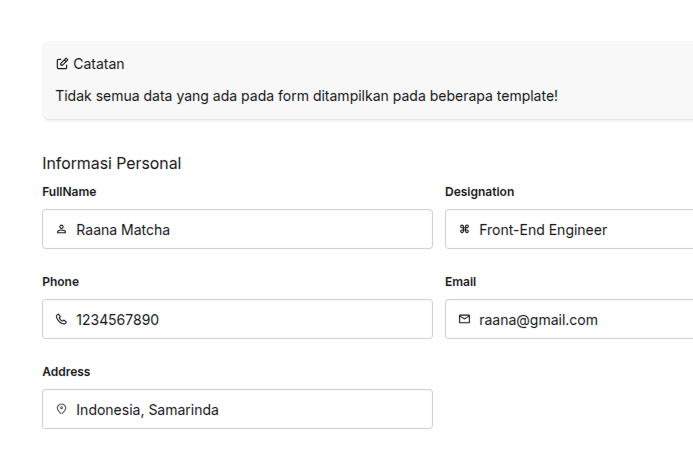 Catatan
Tidak semua data yang ada pada form ditampilkan pada beberapa template!
Informasi Personal
FullName
Designation
Raana Matcha
Front-End Engineer
Phone
Email
1234567890
raana@gmail.com
Address
Indonesia, Samarinda